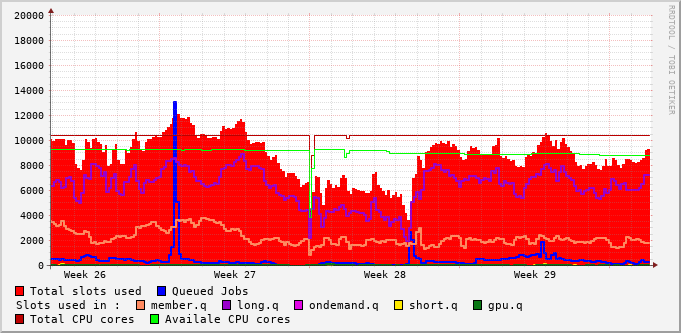 20000
18000
16000
14000
12000
10000
8000
6000
4000
2000
0
Week 26 Week 27 Week 28 Week 29
RRDTOOL / TOBI OETIKER
Total slots used Queued Jobs
Slots used in : member.q long.q ondemand.q short.q gpu.q
Total CPU cores Availale CPU cores